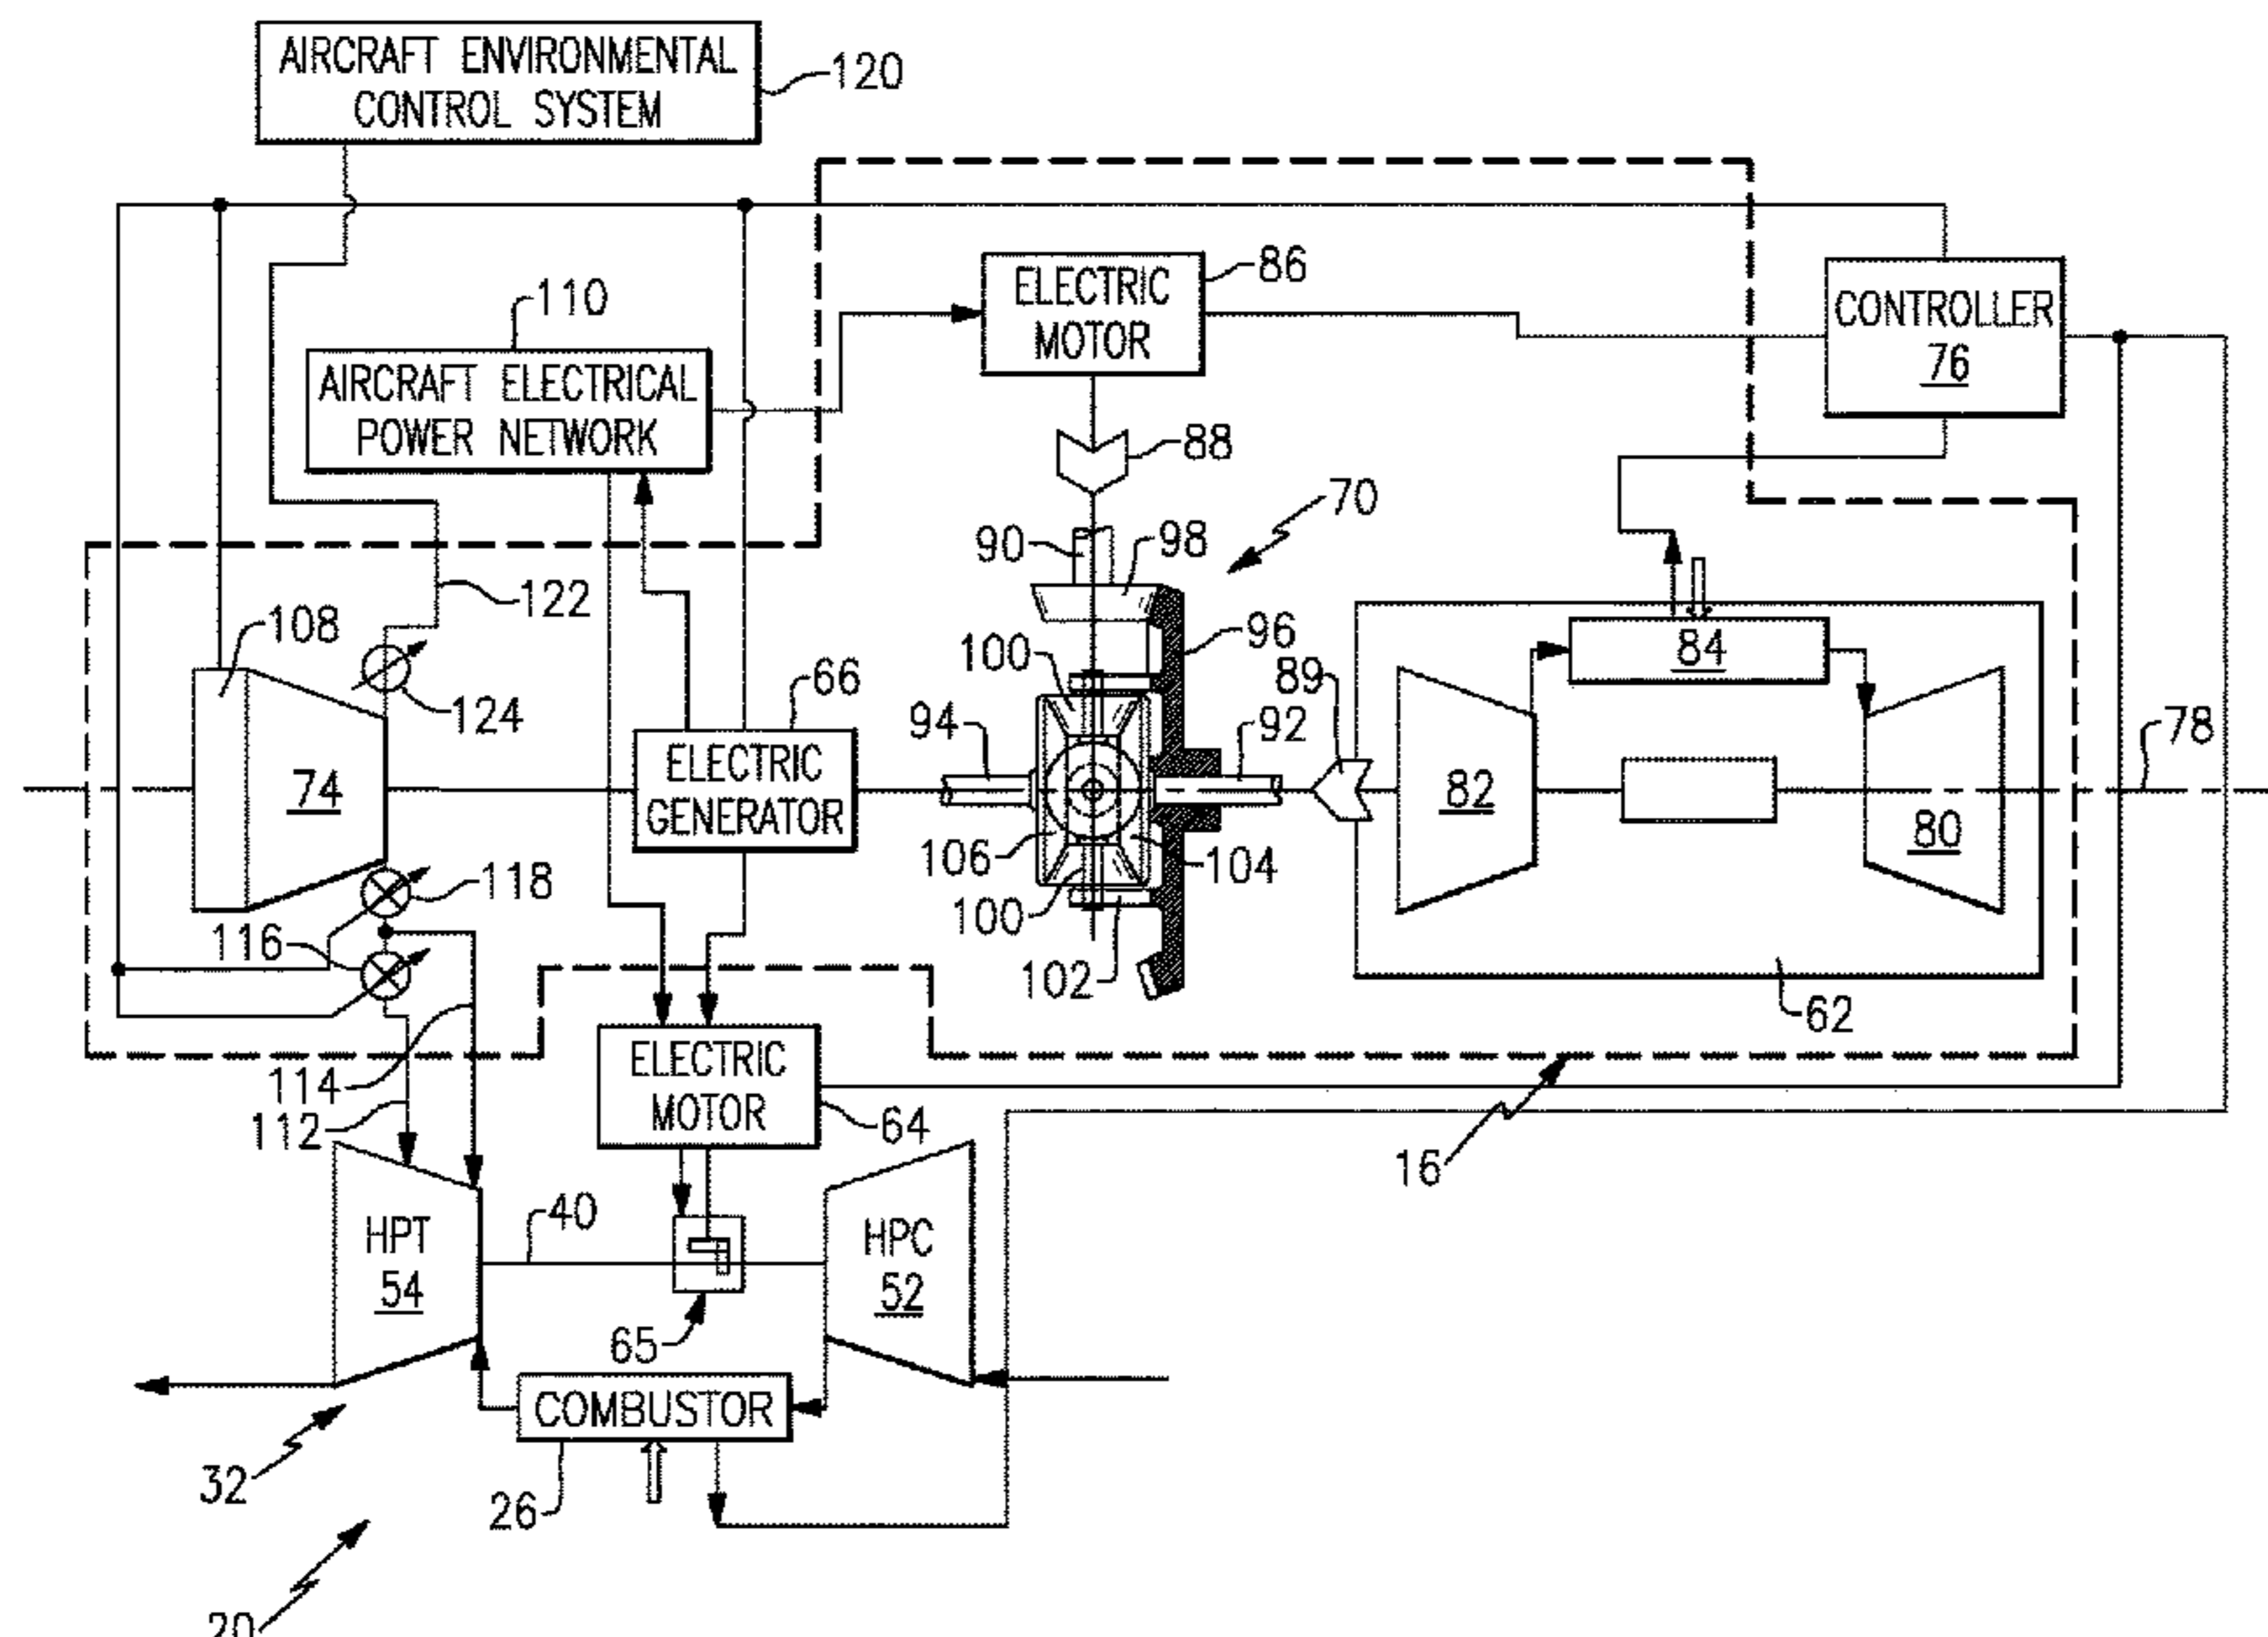 AIRCRAFT ENVIRONMENTAL
CONTROL SYSTEM
120
110
AIRCRAFT ELECTRICAL
POWER NETWORK
ELECTRIC
MOTOR
86
CONTROLLER
76
88
70
90
98
122
108
96
100
84
89
66
124
94
92
78
74
ELECTRIC
GENERATOR
82
80
106
104
118
100
116
102
62
114
ELECTRIC
MOTOR
112
64
16
40
HPT
54
HPC
52
65
COMBUSTOR
32
26
20